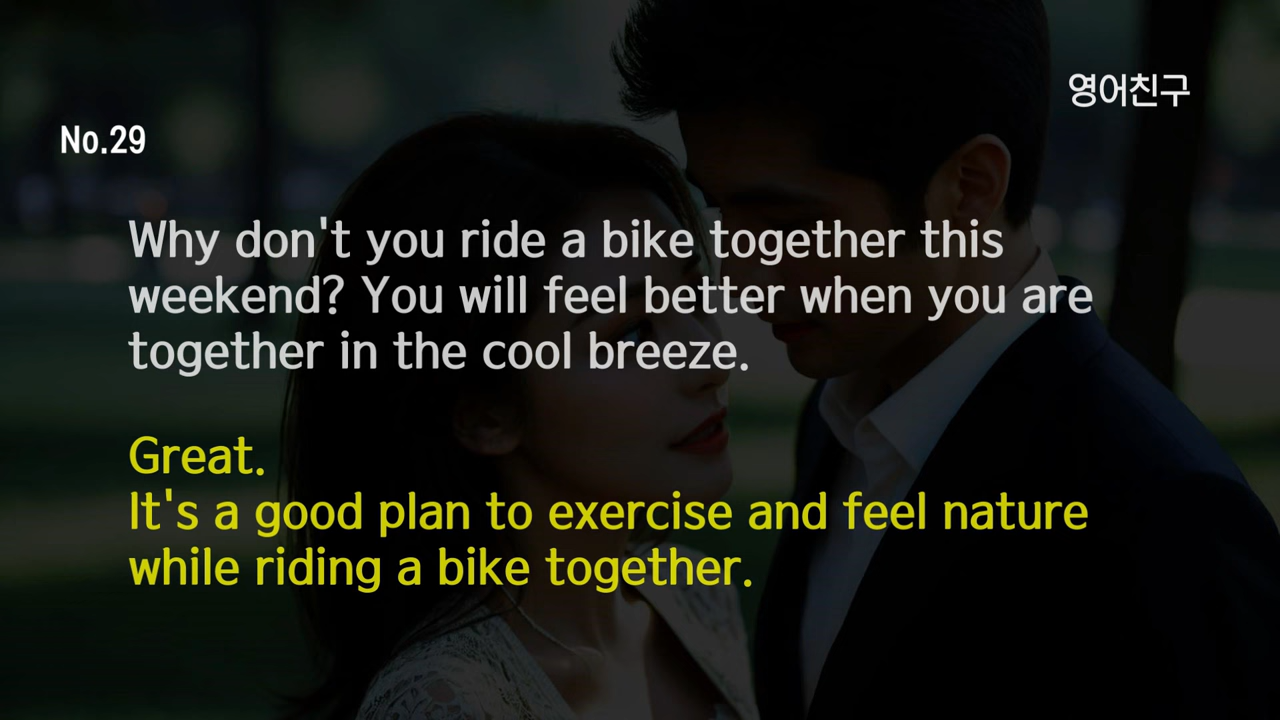 영어친구
No.29
Why don't you ride a bike together this
weekend? You will feel better when you are
together in the cool breeze.
Great.
It's a good plan to exercise and feel nature
while riding a bike together.